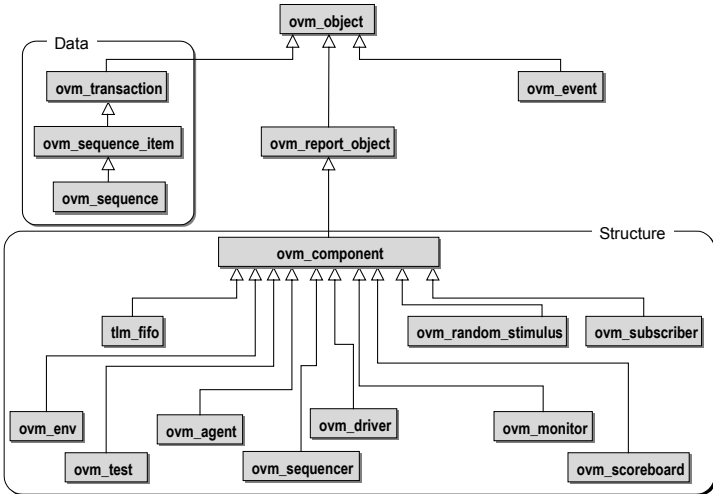 ovm_object
Data
ovm_transaction
ovm_event
ovm_sequence_item
ovm_report_object
ovm_sequence
Structure
ovm_component
tlm_fifo
ovm_random_stimulus
ovm_subscriber
ovm_env
ovm_agent
ovm_driver
ovm_monitor
ovm_test
ovm_sequencer
ovm_scoreboard